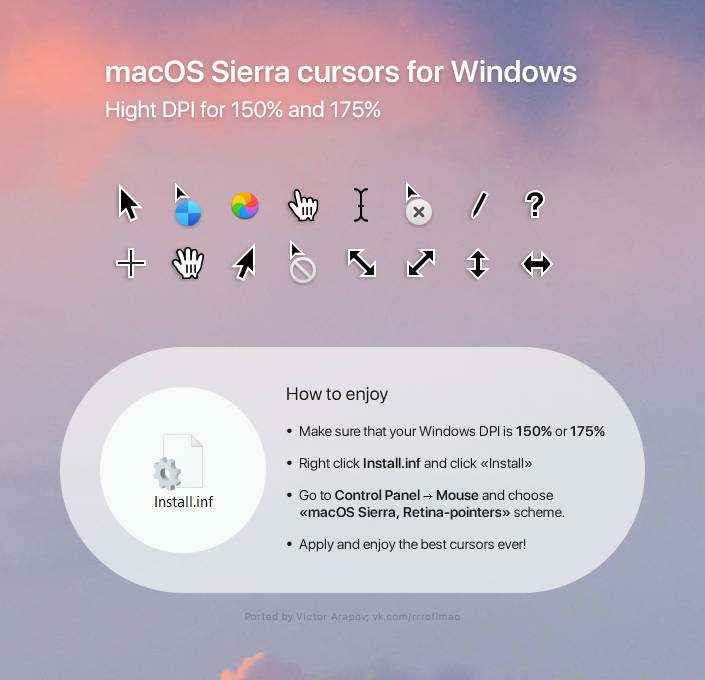 macOS Sierra cursors for Windows
Hight DPI for 150% and 175%
?
How to enjoy
• Make sure that your Windows DPI is 150% or 175%
• Right click Install.inf and click «Install»
• Go to Control Panel → Mouse and choose
«macOS Sierra, Retina-pointers» scheme.
• Apply and enjoy the best cursors ever!
Install.inf
Ported by Victor Arapov; vk.com/rrroflmao